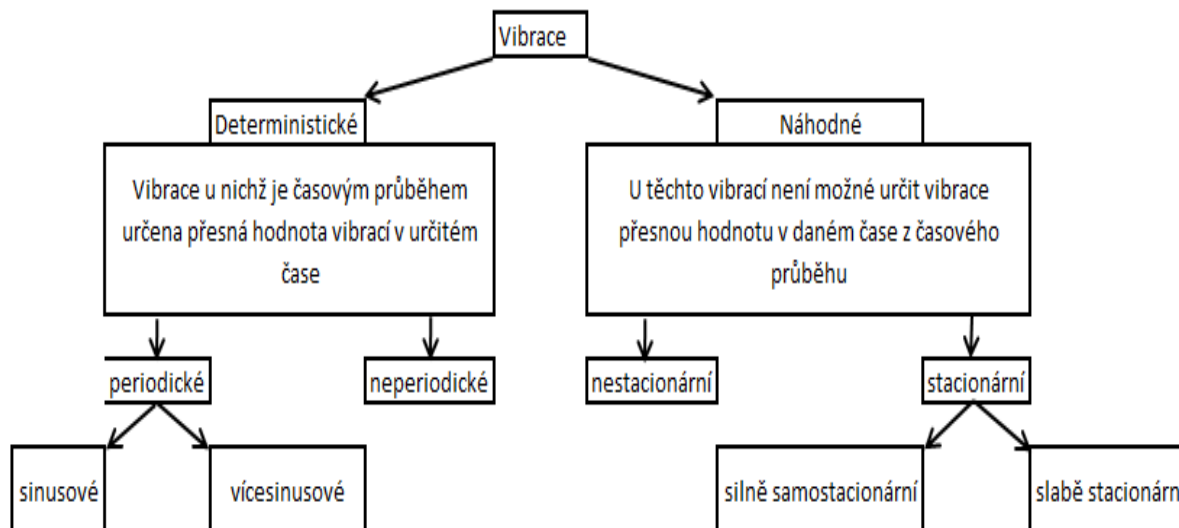 Vibrace
Deterministické
Náhodné
Vibrace u nichž je časovým průběhem
určena přesná hodnota vibrací v určitém
čase
U těchto vibrací není možné určit vibrace
přesnou hodnotu v daném čase z časového
průběhu
periodické
neperiodické
nestacionární
stacionární
sinusové
vícesinusové
silně samostacionární
slabě stacionárn